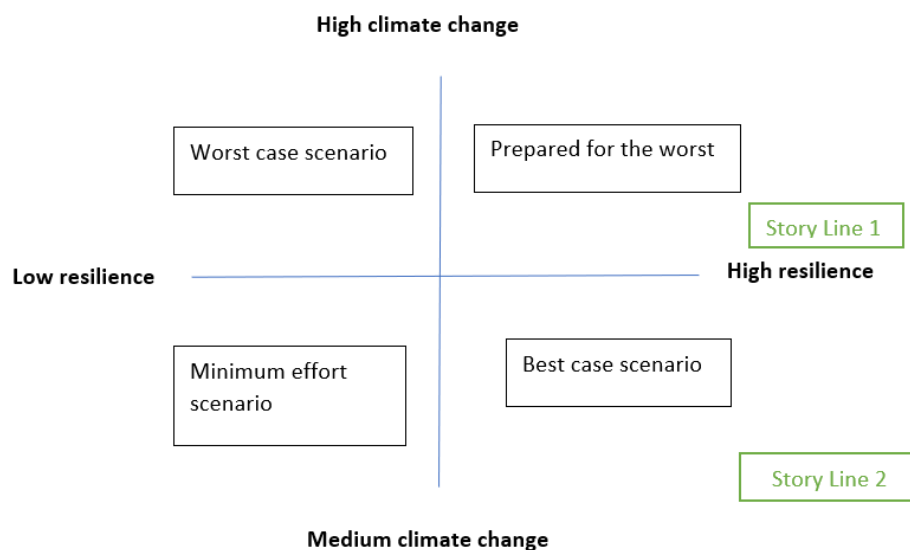 High climate change
Worst case scenario
Prepared for the worst
Story Line 1
Low resilience
High resilience
Minimum effort
scenario
Best case scenario
Story Line 2
Medium climate change